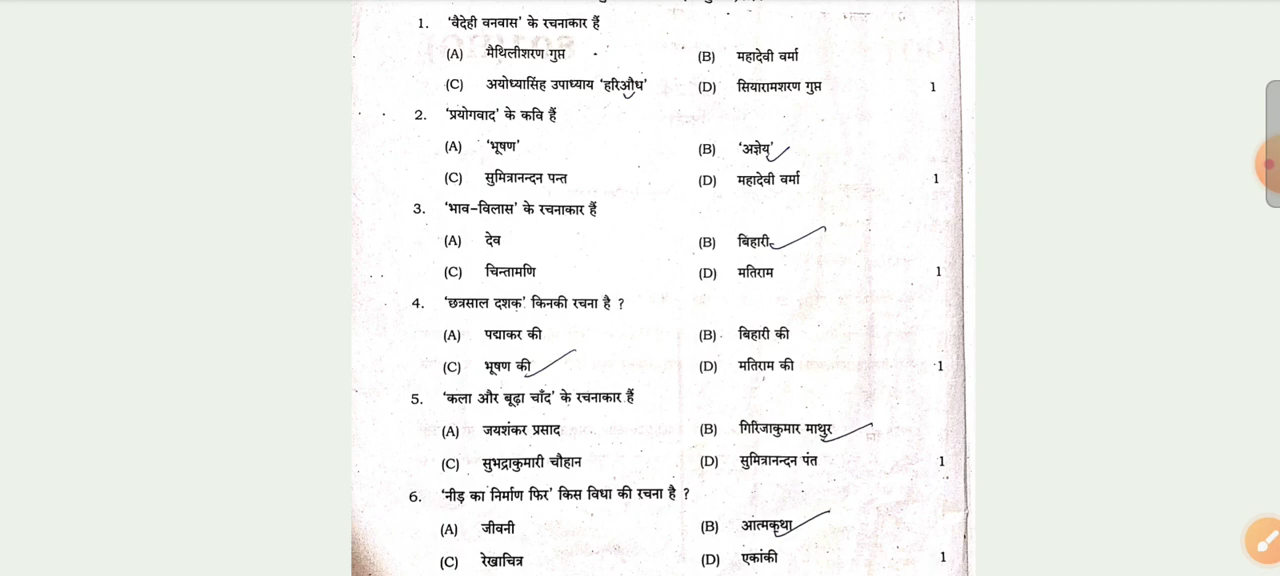 1. 'वैदेही वनवास' के रचनाकार हैं
(A) मैथिलीशरण गुप्त (B) महादेवी वर्मा
(C) अयोध्यासिंह उपाध्याय 'हरिऔध' (D) सियारामशरण गुप्त 1
2. 'प्रयोगवाद' के कवि हैं
(A) 'भूषण' (B) 'अज्ञेय'
(C) सुमित्रानन्दन पन्त (D) महादेवी वर्मा 1
3. 'भाव-विलास' के रचनाकार हैं
(A) देव (B) बिहारी
(C) चिन्तामणि (D) मतिराम 1
4. 'छत्रसाल दशक' किनकी रचना है ?
(A) पद्माकर की (B) बिहारी की
(C) भूषण की (D) मतिराम की 1
5. 'कला और बूढ़ा चाँद' के रचनाकार हैं
(A) जयशंकर प्रसाद (B) गिरिजाकुमार माथुर
(C) सुभद्राकुमारी चौहान (D) सुमित्रानन्दन पंत 1
6. 'नीड़ का निर्माण फिर' किस विधा की रचना है ?
(A) जीवनी (B) आत्मकथा
(C) रेखाचित्र (D) एकांकी 1